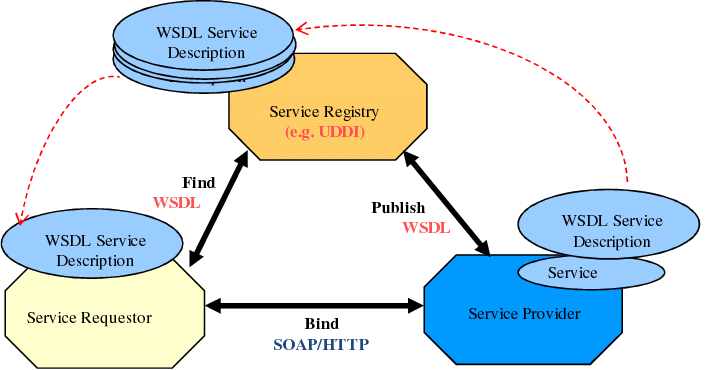 WSDL Service
Description
Service Registry
(e.g. UDDI)
Find
WSDL
Publish
WSDL
WSDL Service
Description
Service
WSDL Service
Description
Service Requestor
Service Provider
Bind
SOAP/HTTP